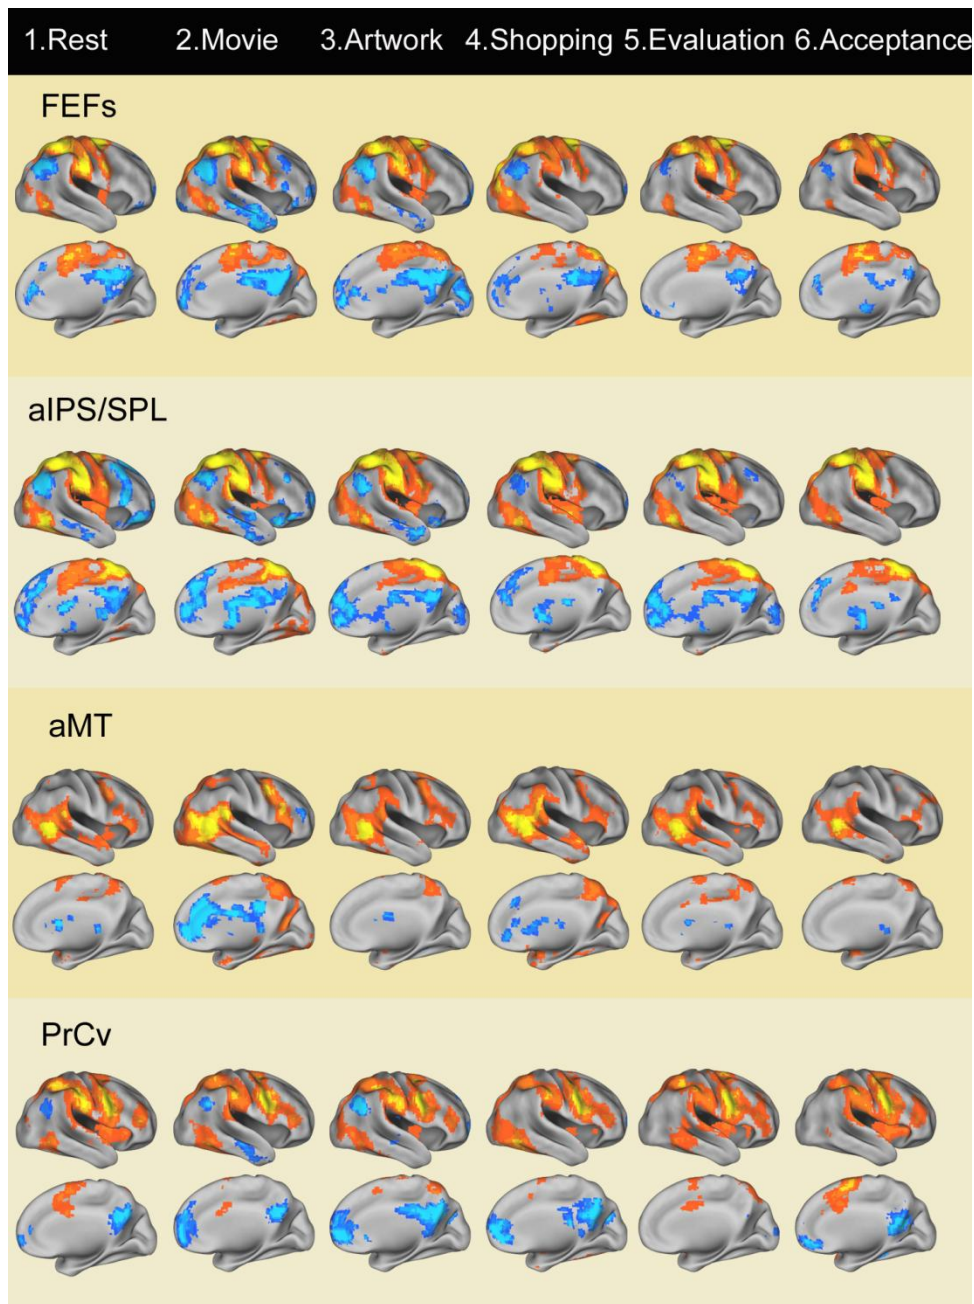 1.Rest 2.Movie 3.Artwork 4.Shopping 5.Evaluation 6.Acceptance
FEFs
aIPS/SPL
aMT
PrCv